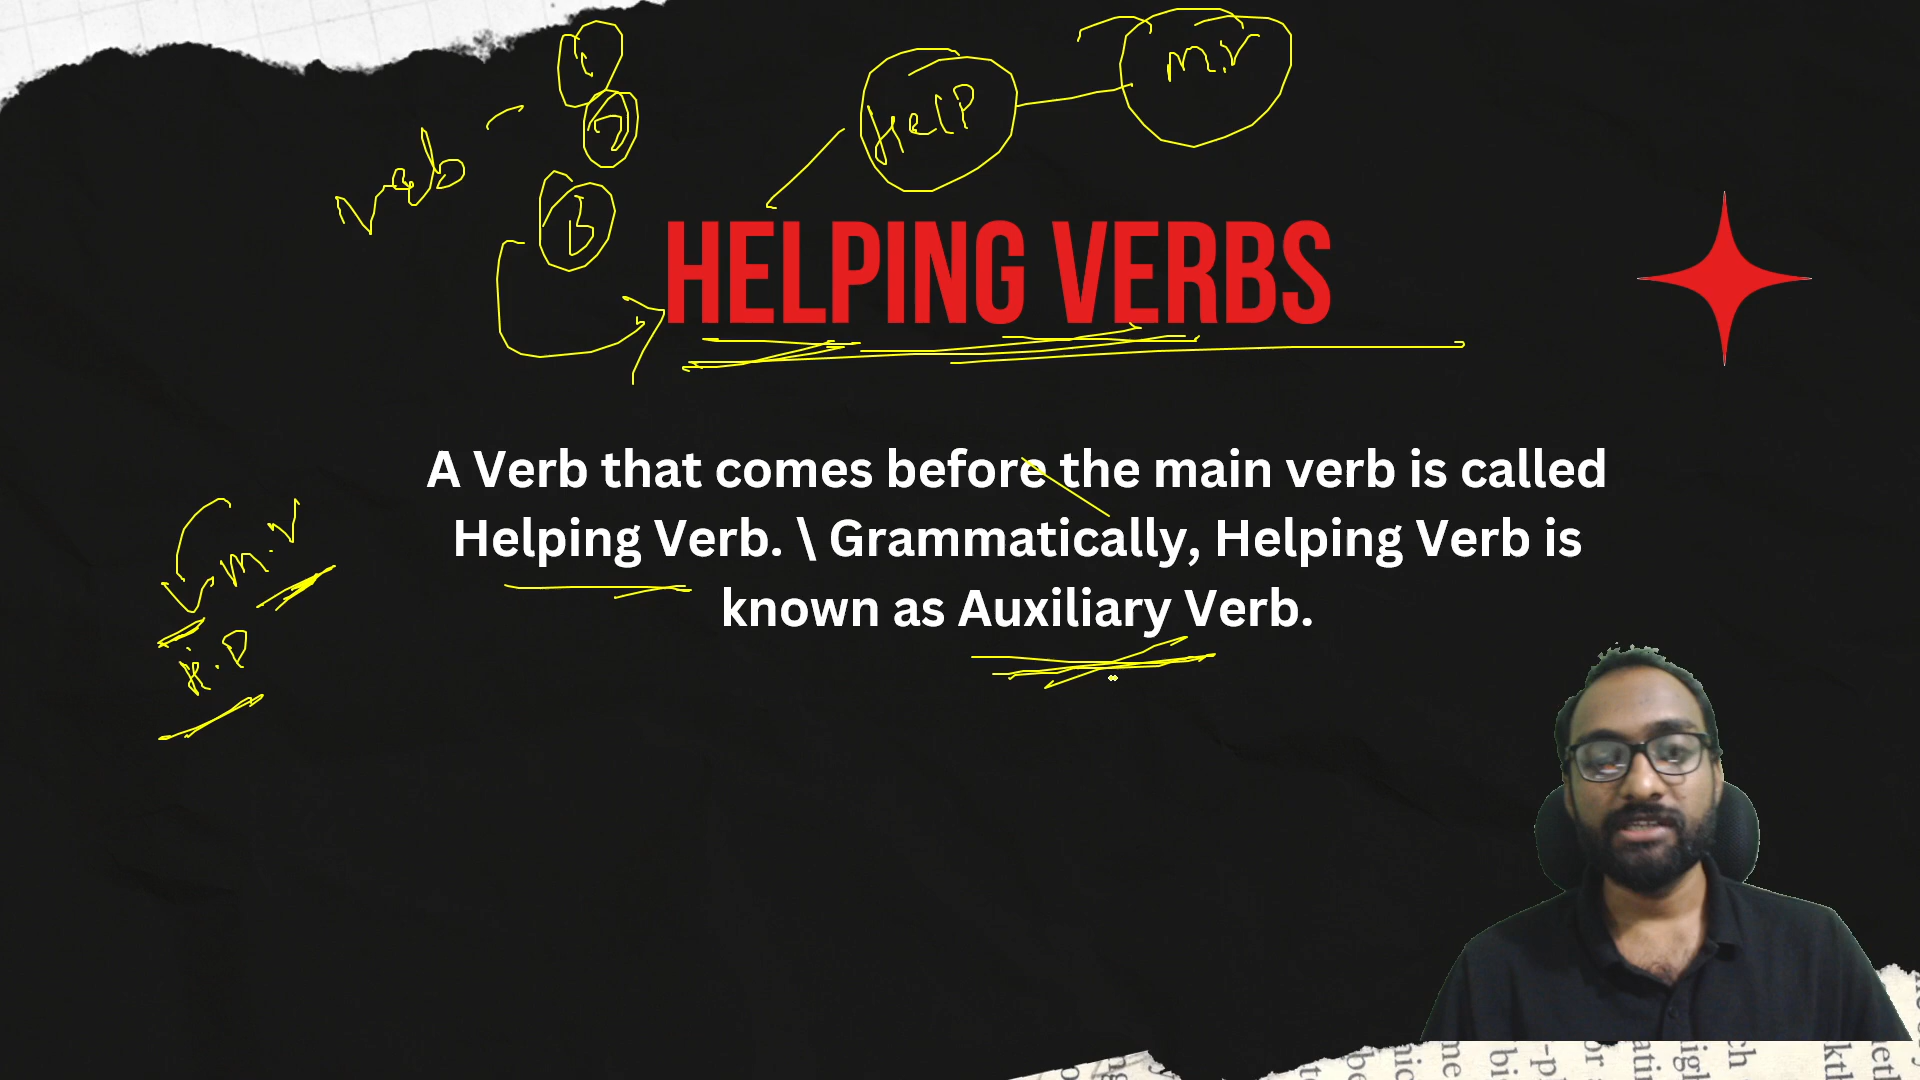 Help
M.V
Verb
HELPING VERBS
A Verb that comes before the main verb is called
Helping Verb. \ Grammatically, Helping Verb is
known as Auxiliary Verb.
M.V